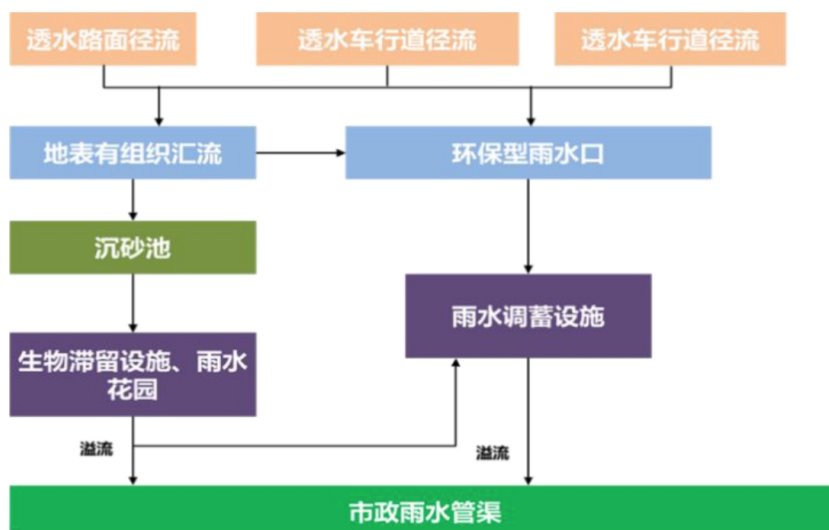 透水路面径流
透水车行道径流
透水车行道径流
地表有组织汇流
环保型雨水口
沉砂池
雨水调蓄设施
生物滞留设施、雨水
花园
溢流
溢流
市政雨水管渠